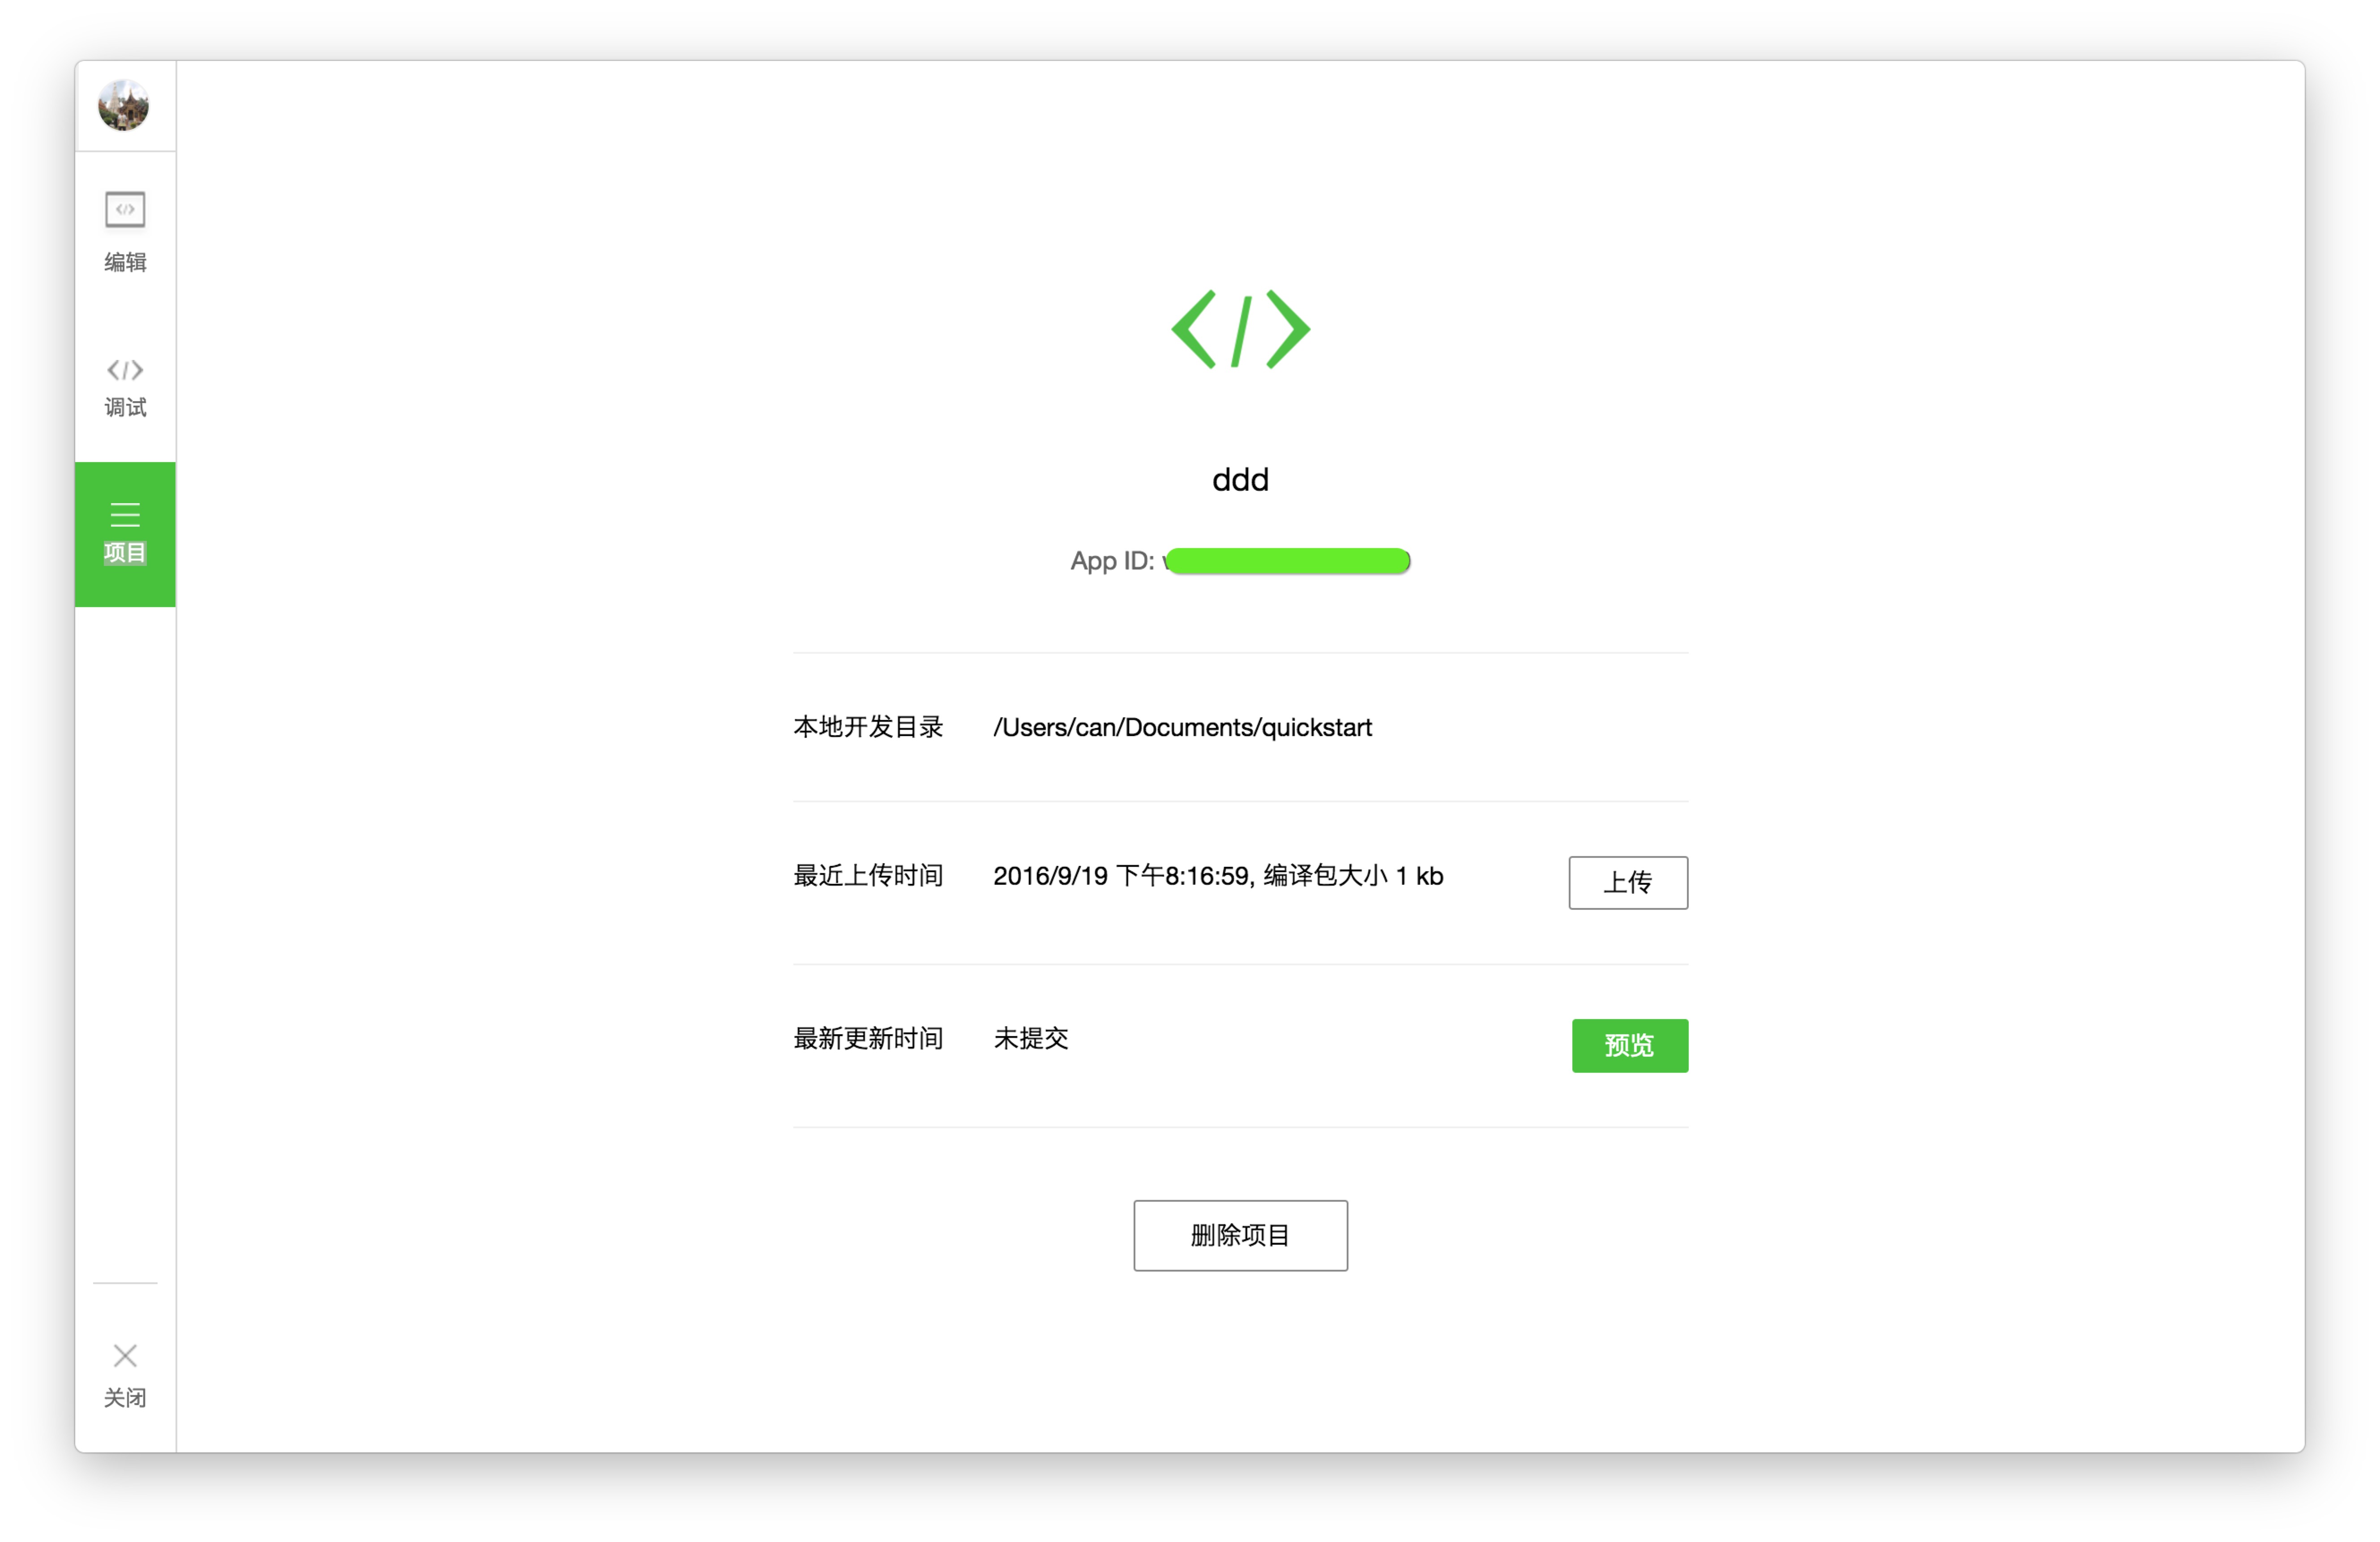 编辑
调试
项目
关闭
ddd
App ID:
本地开发目录 /Users/can/Documents/quickstart
最近上传时间 2016/9/19 下午8:16:59, 编译包大小 1 kb 上传
最新更新时间 未提交 预览
删除项目